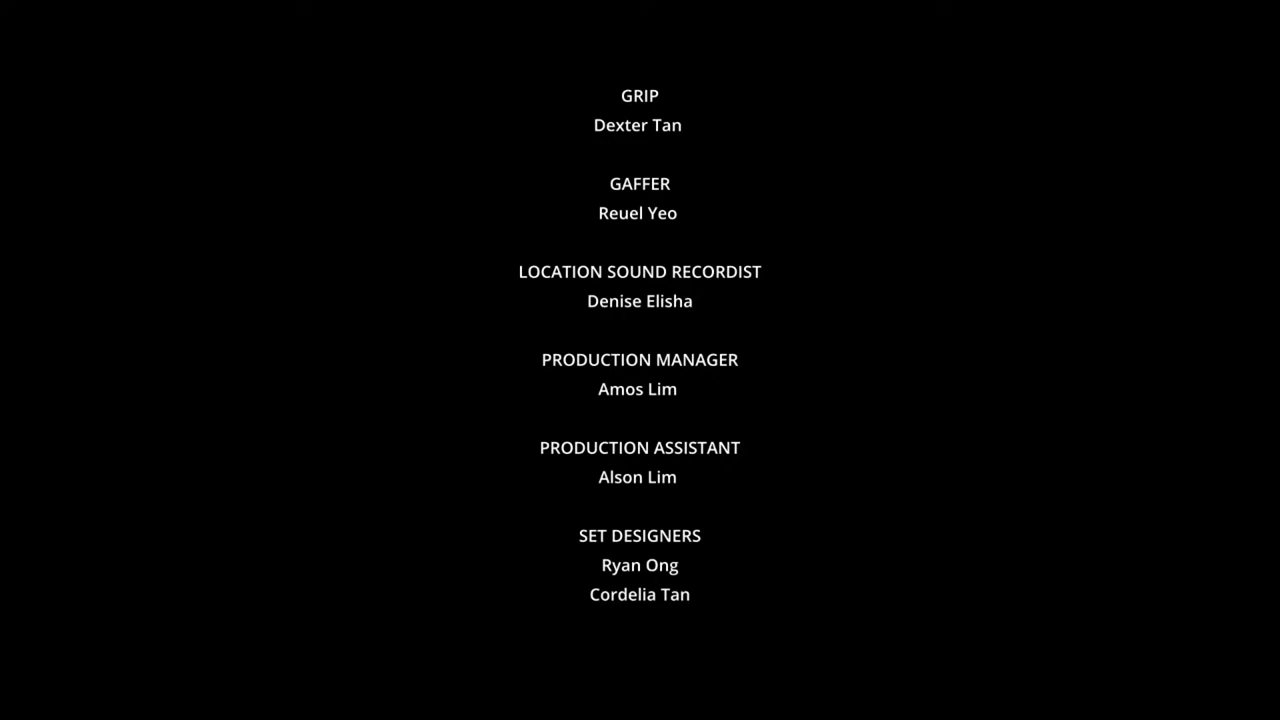 GRIP
Dexter Tan
GAFFER
Reuel Yeo
LOCATION SOUND RECORDIST
Denise Elisha
PRODUCTION MANAGER
Amos Lim
PRODUCTION ASSISTANT
Alson Lim
SET DESIGNERS
Ryan Ong
Cordelia Tan